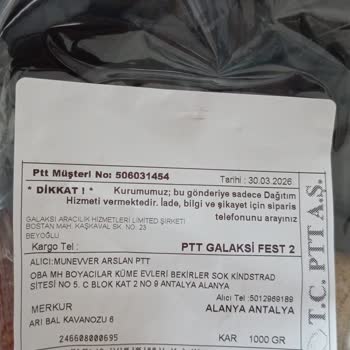 Ptt Müşteri No: 506031454
Tarihi : 30.03.2026
* DİKKAT ! * Kurumumuz; bu gönderiye sadece Dağıtım
Hizmeti vermektedir. İade, bilgi ve şikayet için sipariş
telefonunu arayınız
GALAKSİ ARACILIK HİZMETLERİ LİMİTED ŞİRKETİ
BOSTAN MAH. KAŞKAVAL SK. NO. 23
BEYOĞLU
Kargo Tel : PTT GALAKSİ FEST 2
ALICI:MUNEVVER ARSLAN PTT
OBA MH BOYACILAR KÜME EVLERİ BEKİRLER SOK KİNDSTRAD
SİTESİ NO 5. C BLOK KAT 2 NO 9 ANTALYA ALANYA
Alıcı Tel :5012969189
MERKUR ALANYA ANTALYA
ARI BAL KAVANOZU 6
246608000695 KAR 1000 GR
T.C. PTT A.Ş.